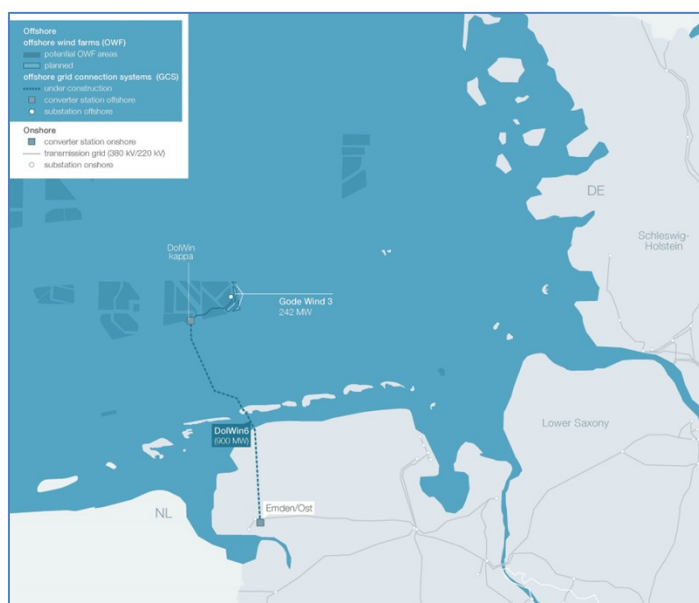 Offshore
offshore wind farms (OWF)
potential OWF areas
planned
offshore grid connection systems (GCS)
under construction
converter station offshore
substation offshore
Onshore
converter station onshore
transmission grid (380 kV/220 kV)
substation onshore
DE
Schleswig-
Holstein
DolWin
kappa
Gode Wind 3
242 MW
Lower Saxony
DolWin6
(900 MW)
Emden/Ost
NL